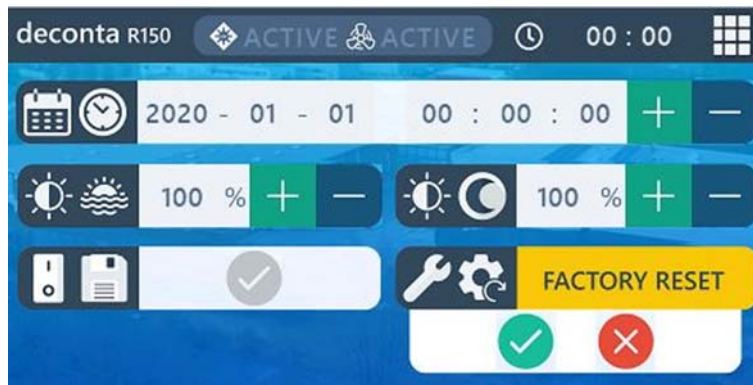 deconta R150 ACTIVE ACTIVE 00 : 00
2020 - 01 - 01 00 : 00 : 00 + −
100 % + − 100 % + −
I O FACTORY RESET